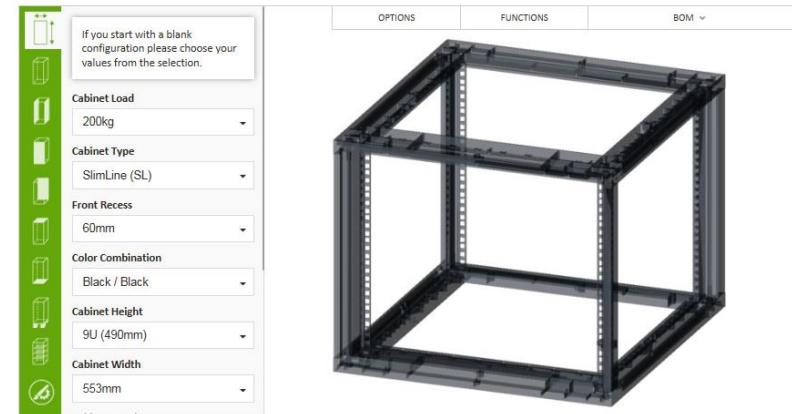 OPTIONS
FUNCTIONS
BOM
If you start with a blank
configuration please choose your
values from the selection.
Cabinet Load
200kg
Cabinet Type
SlimLine (SL)
Front Recess
60mm
Color Combination
Black / Black
Cabinet Height
9U (490mm)
Cabinet Width
553mm